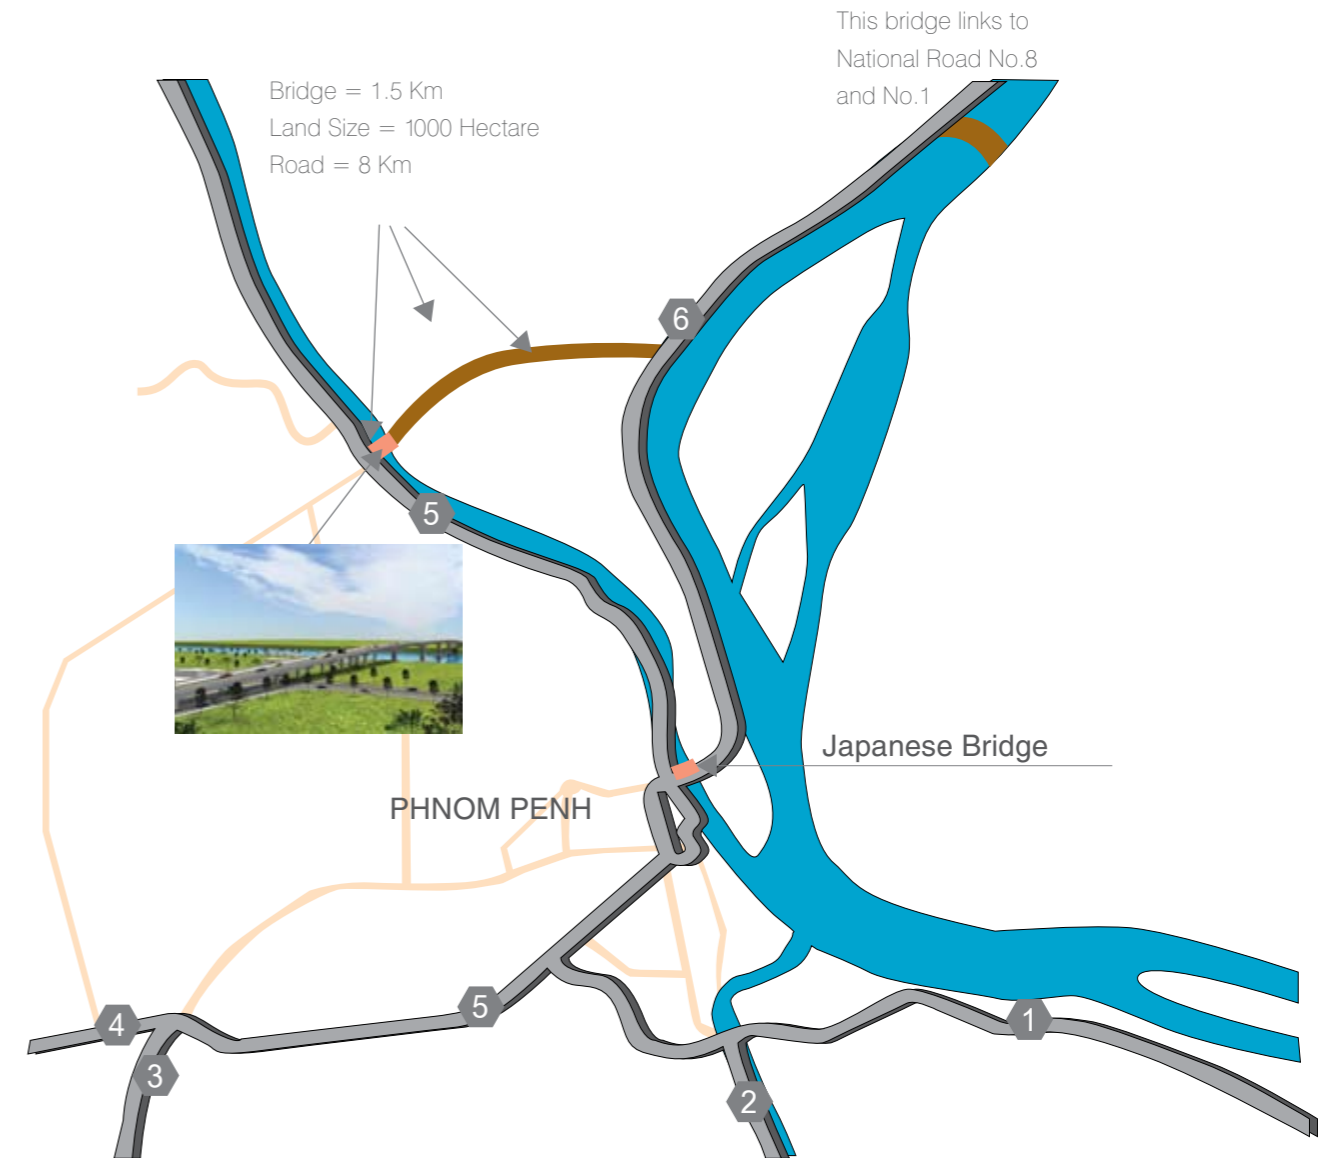 This bridge links to
National Road No.8
and No.1
Bridge = 1.5 Km
Land Size = 1000 Hectare
Road = 8 Km
6
5
Japanese Bridge
PHNOM PENH
5
4
1
3
2